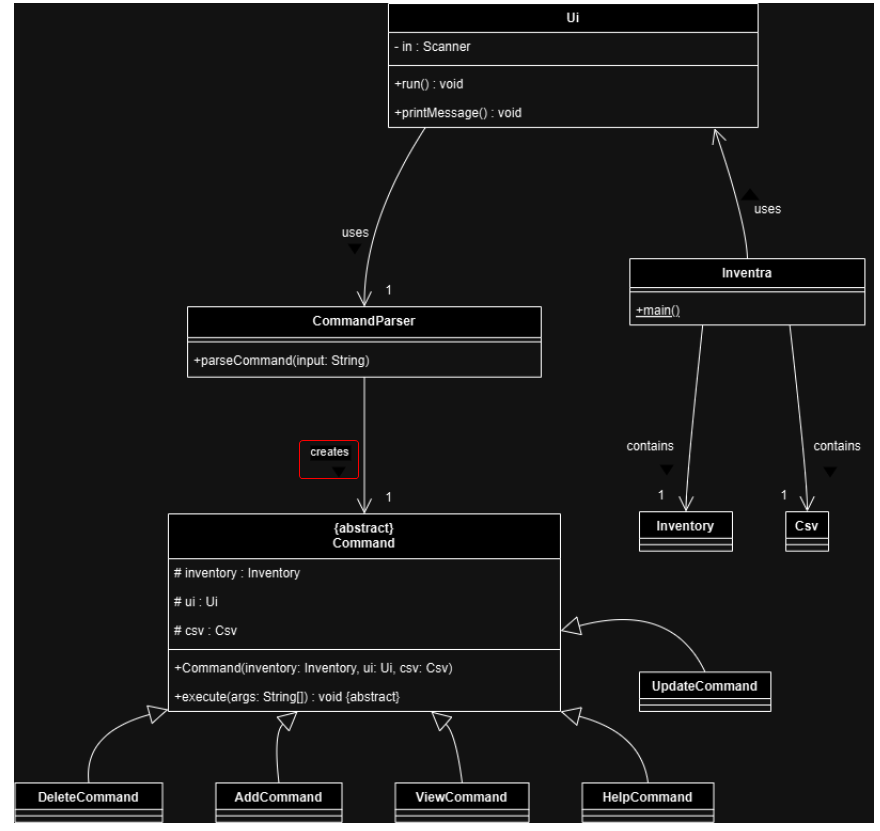 Ui
- in : Scanner
+run() : void
+printMessage() : void
uses
uses
1
Inventra
+main()
CommandParser
+parseCommand(input: String)
creates
1
contains
contains
1
1
Inventory
Csv
{abstract}
Command
# inventory : Inventory
# ui : Ui
# csv : Csv
+Command(inventory: Inventory, ui: Ui, csv: Csv)
+execute(args: String[]) : void {abstract}
UpdateCommand
DeleteCommand
AddCommand
ViewCommand
HelpCommand